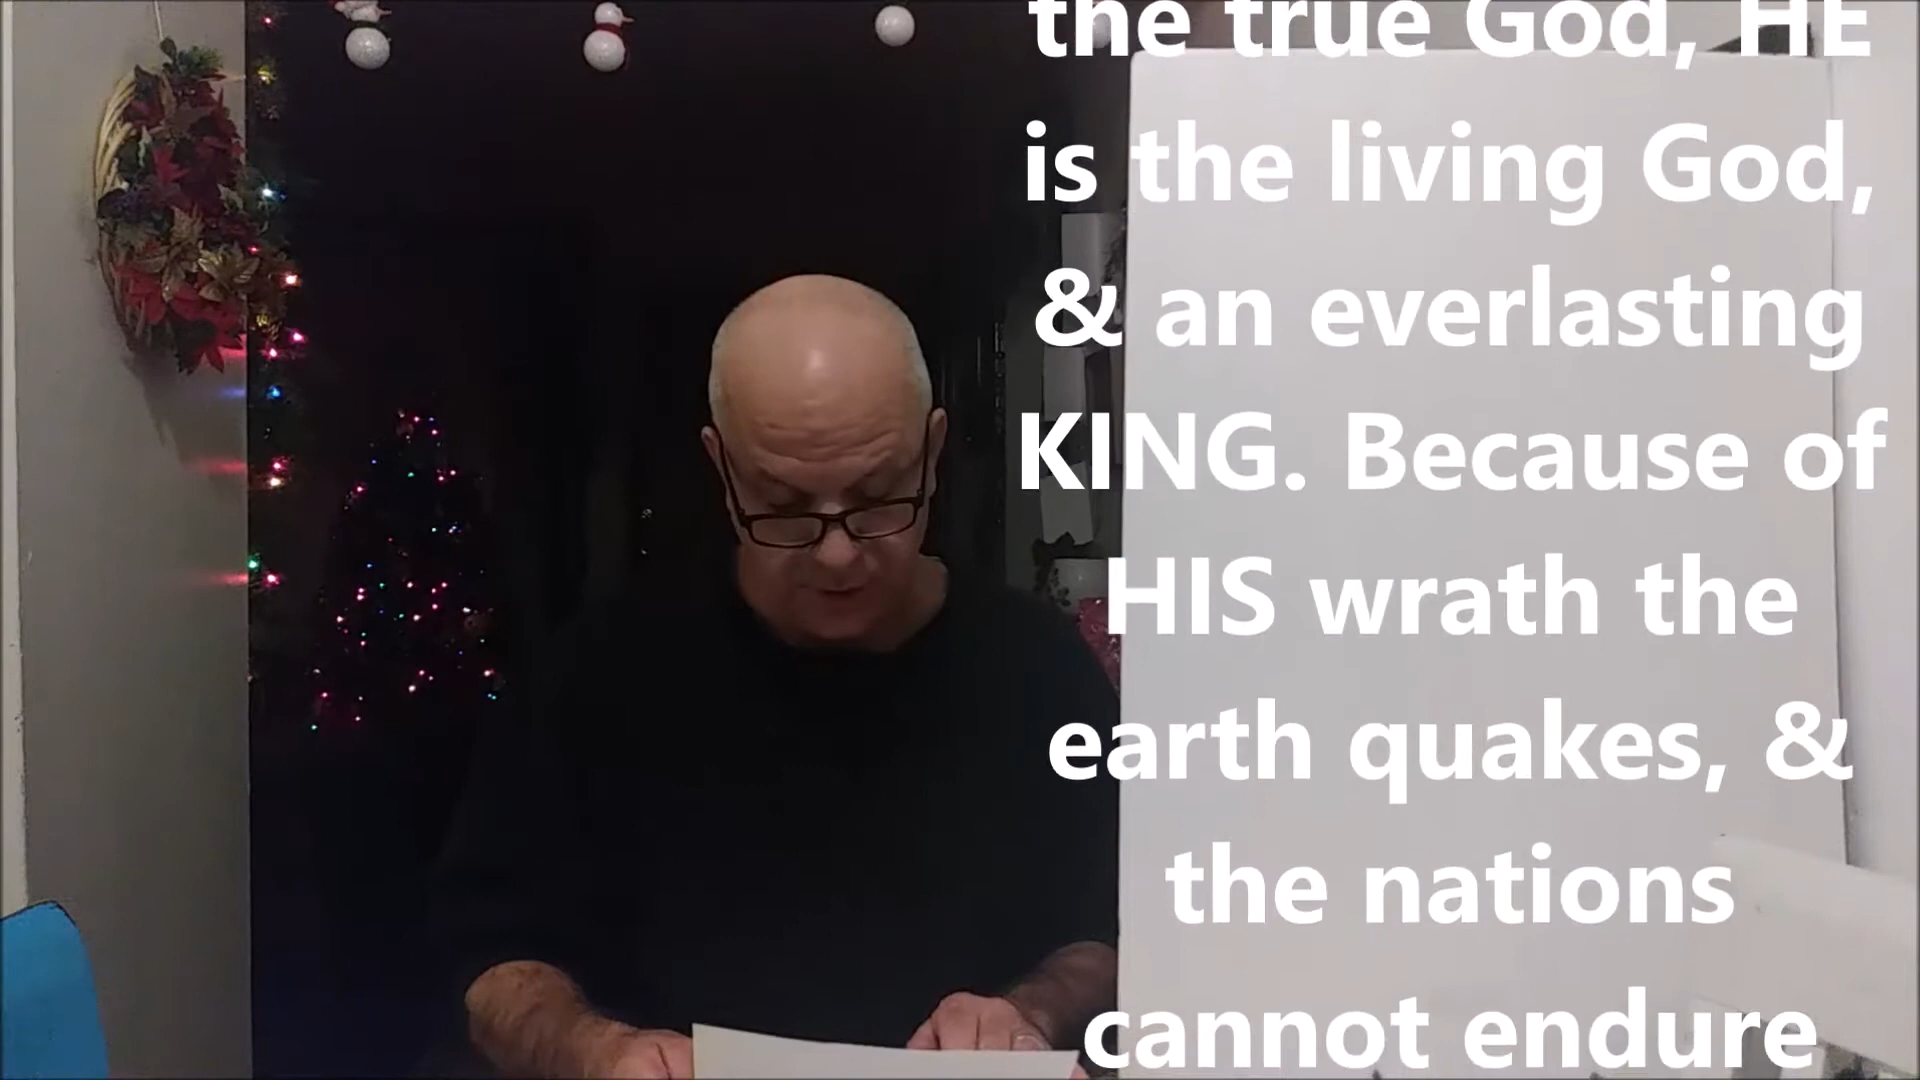 the true God, HE
is the living God,
& an everlasting
KING. Because of
HIS wrath the
earth quakes, &
the nations
cannot endure